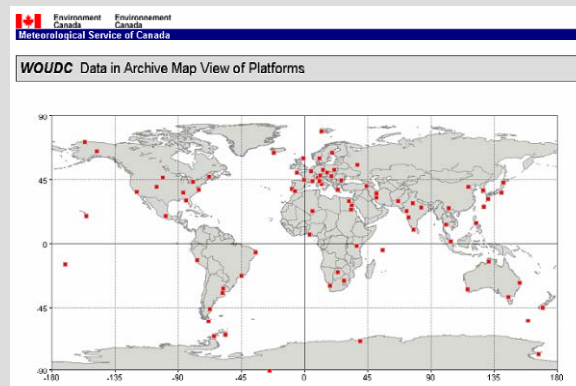 Environment Environnement
Canada Canada
Meteorological Service of Canada
WOUDC Data in Archive Map View of Platforms
90
45
0
-45
-90
-180 -135 -90 -45 0 45 90 135 180